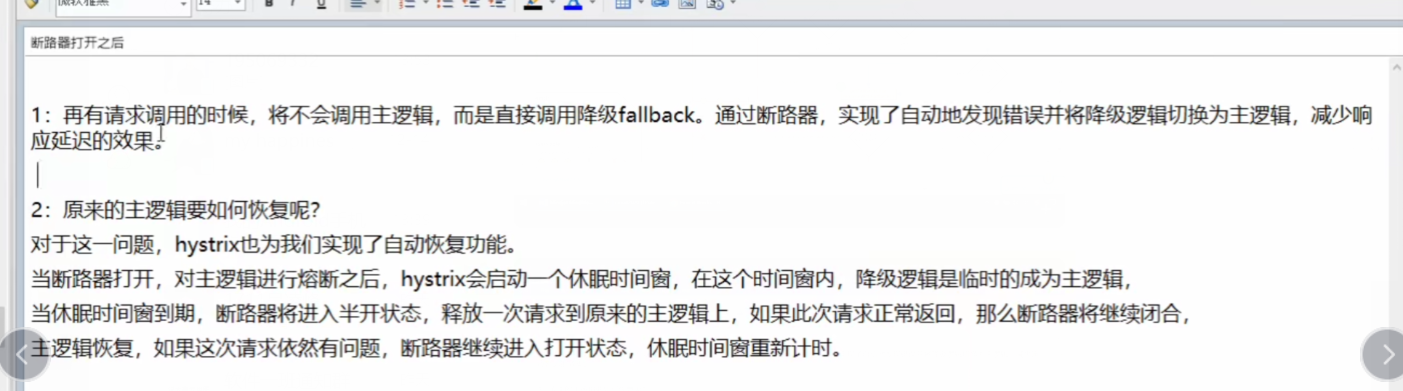 微软雅黑
14
B I U
断路器打开之后
1：再有请求调用的时候，将不会调用主逻辑，而是直接调用降级fallback。通过断路器，实现了自动地发现错误并将降级逻辑切换为主逻辑，减少响
应延迟的效果。
2：原来的主逻辑要如何恢复呢？
对于这一问题，hystrix也为我们实现了自动恢复功能。
当断路器打开，对主逻辑进行熔断之后，hystrix会启动一个休眠时间窗，在这个时间窗内，降级逻辑是临时的成为主逻辑，
当休眠时间窗到期，断路器将进入半开状态，释放一次请求到原来的主逻辑上，如果此次请求正常返回，那么断路器将继续闭合，
主逻辑恢复，如果这次请求依然有问题，断路器继续进入打开状态，休眠时间窗重新计时。